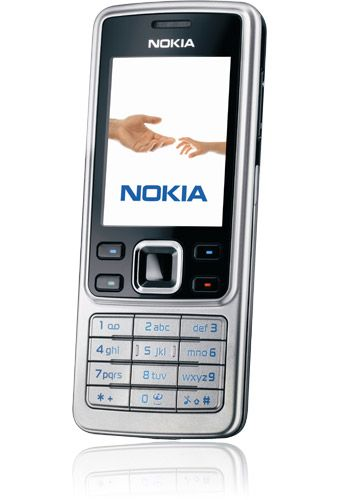 NOKIA
NOKIA
1 ɷɷ 2 abc def 3
4 ghi 5 jkl mno 6
7 pqrs 8 tuv wxyz 9
* + 0 #